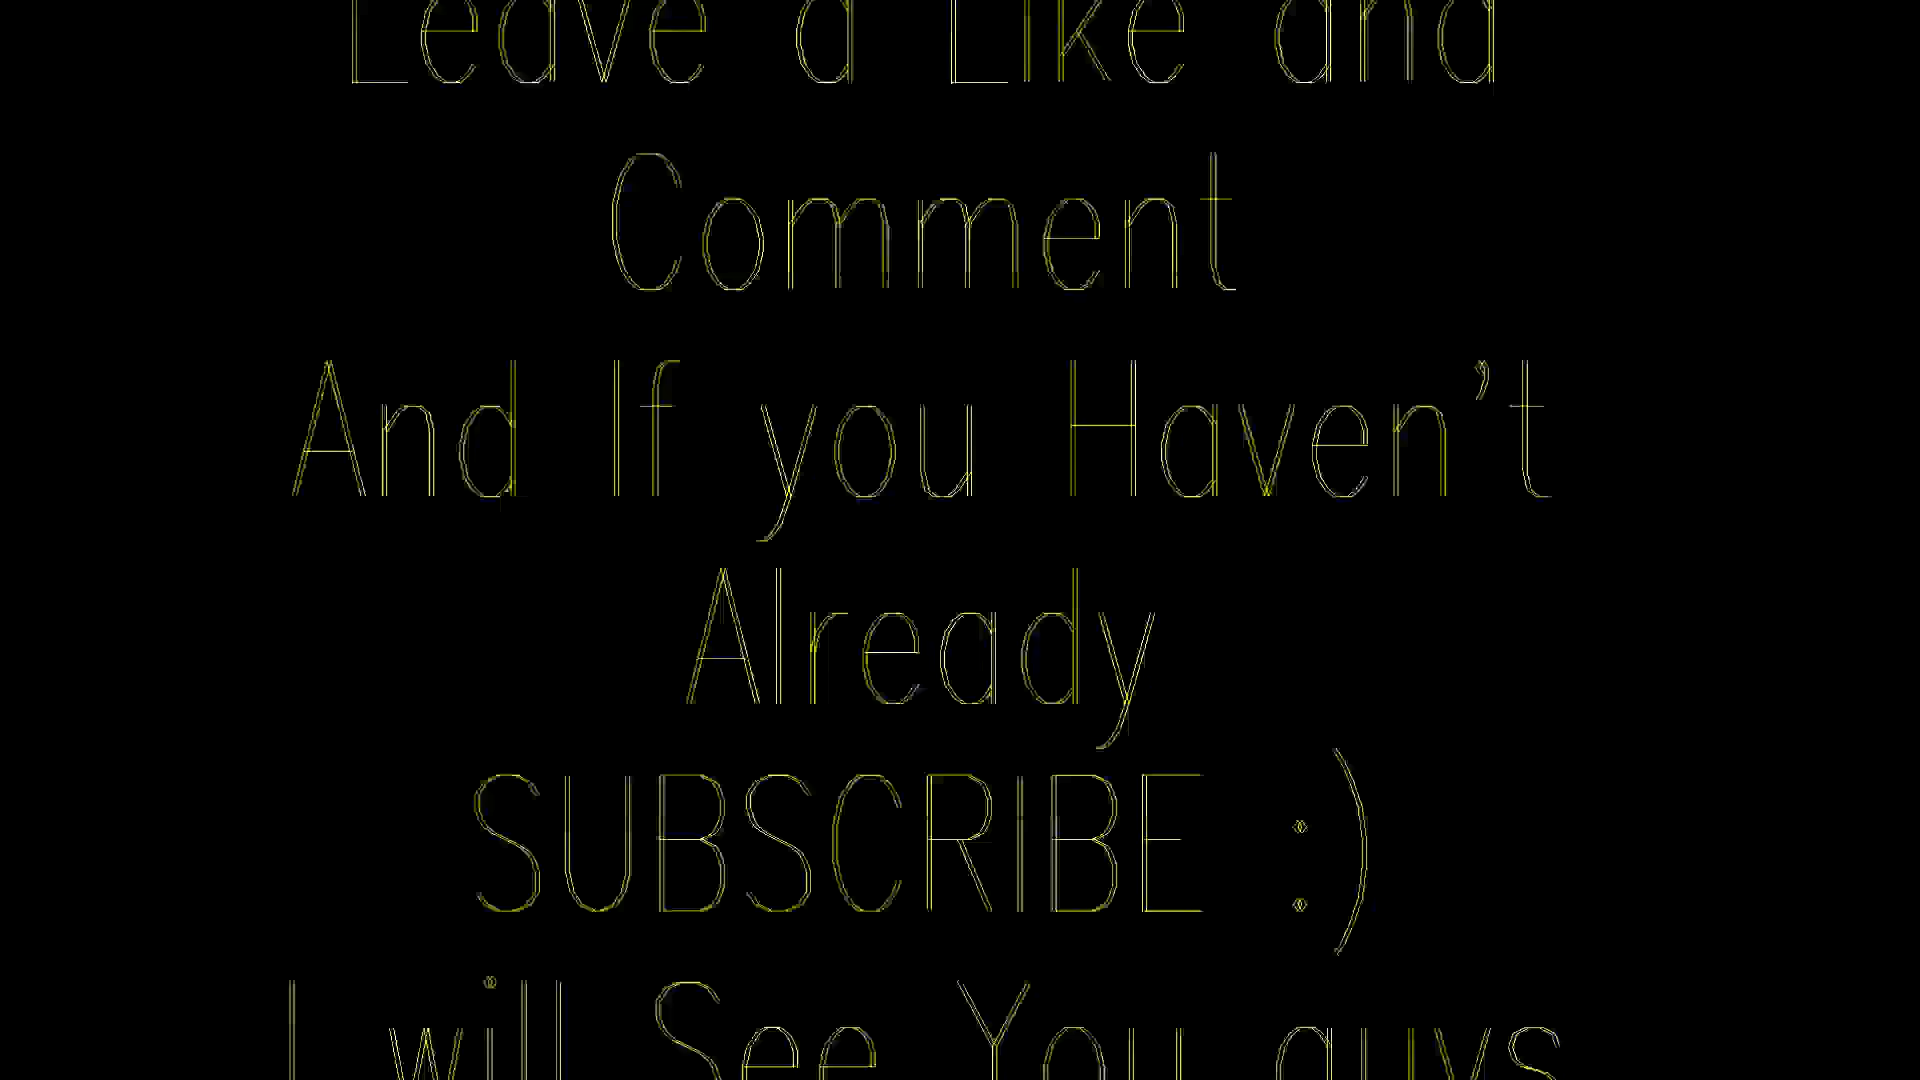 Leave a Like and
Comment
And If you Haven't
Already
SUBSCRIBE :)
I will See You guys